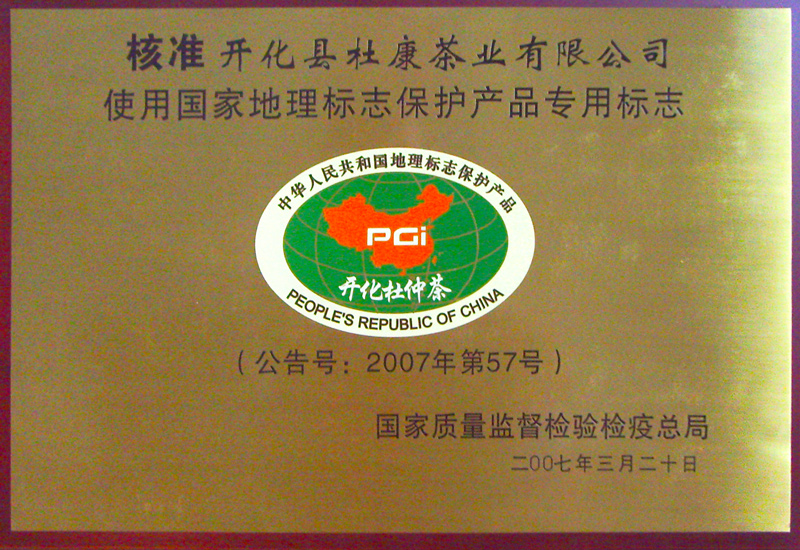 核准 开化县杜康茶业有限公司
使用国家地理标志保护产品专用标志
中华人民共和国地理标志保护产品
PGi
开化杜仲茶
PEOPLE'S REPUBLIC OF CHINA
（公告号：2007年第57号）
国家质量监督检验检疫总局
二00七年三月二十日